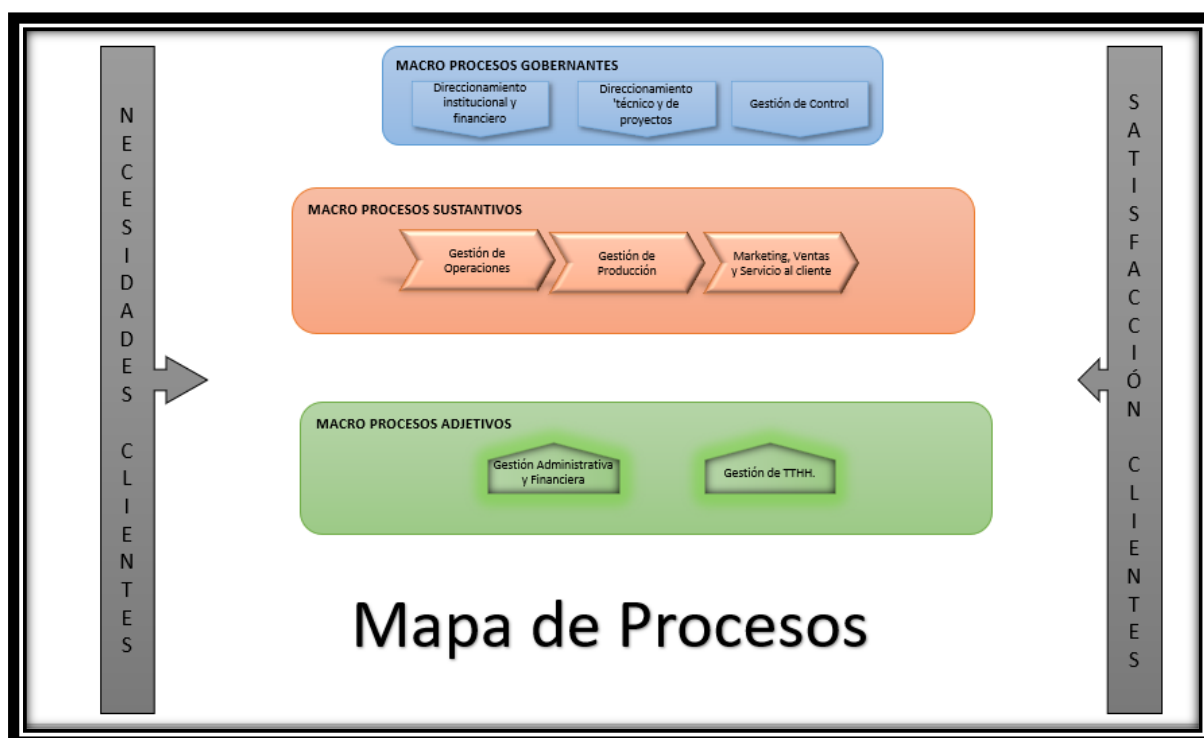 NECESIDADES CLIENTES
MACRO PROCESOS GOBERNANTES
Direccionamiento
institucional y
financiero
Direccionamiento
'técnico y de
proyectos
Gestión de Control
MACRO PROCESOS SUSTANTIVOS
Gestión de
Operaciones
Gestión de
Producción
Marketing, Ventas
y Servicio al cliente
MACRO PROCESOS ADJETIVOS
Gestión Administrativa
y Financiera
Gestión de TTHH.
Mapa de Procesos
SATISFACCIÓN CLIENTES